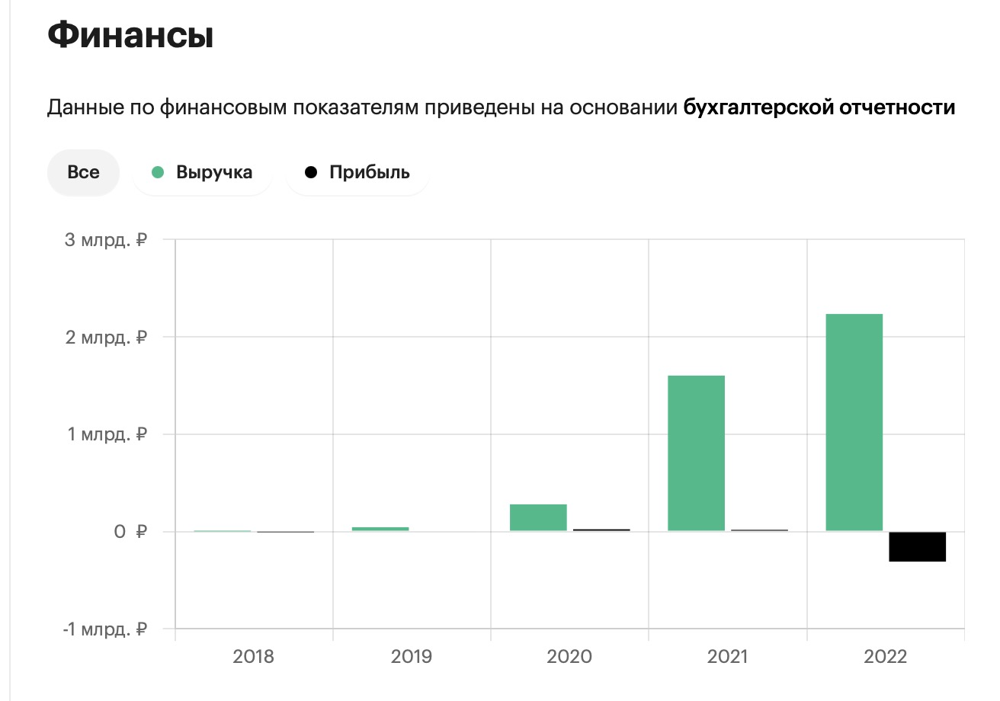 Финансы
Данные по финансовым показателям приведены на основании бухгалтерской отчетности
Все Выручка Прибыль
3 млрд. ₽
2 млрд. ₽
1 млрд. ₽
0 ₽
-1 млрд. ₽
2018 2019 2020 2021 2022